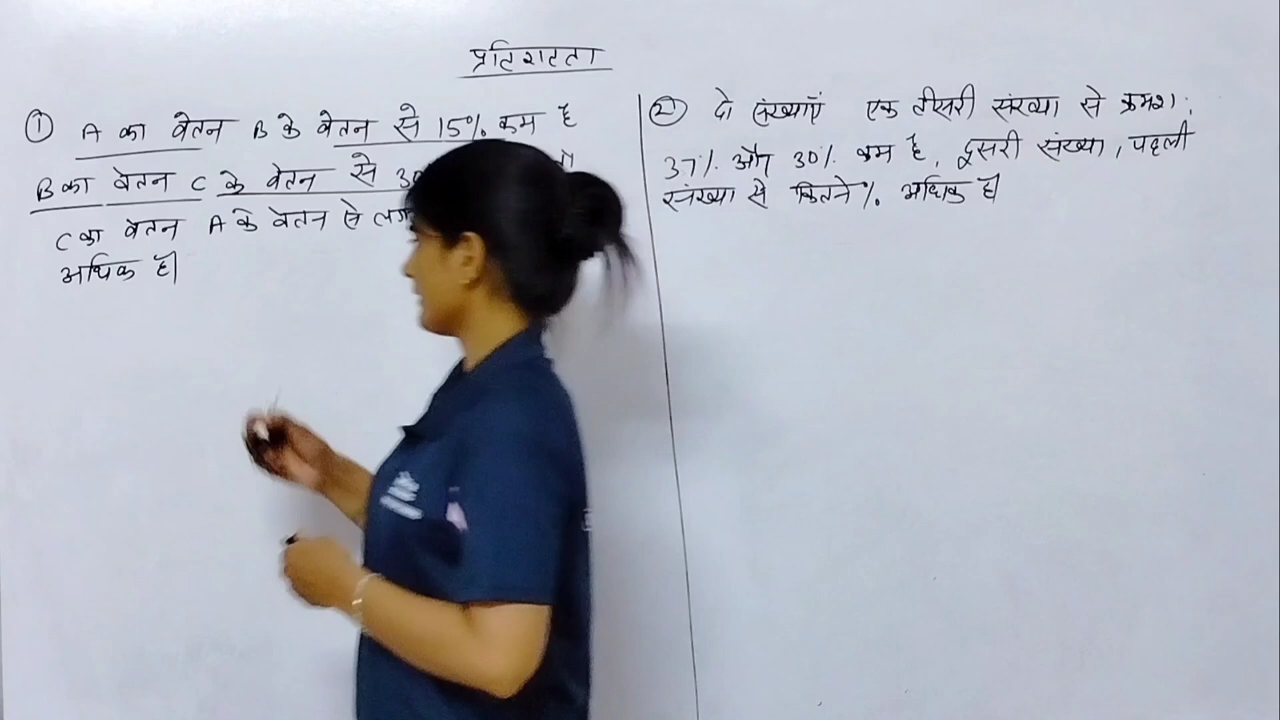 प्रतिशतता
① A का वेतन B के वेतन से 15% कम है
B का वेतन C के वेतन से
C का वेतन A के वेतन से
अधिक है।
② दो संख्याएँ एक तीसरी संख्या से क्रमश:
37% और 30% कम है, दूसरी संख्या, पहली
संख्या से कितने % अधिक है।